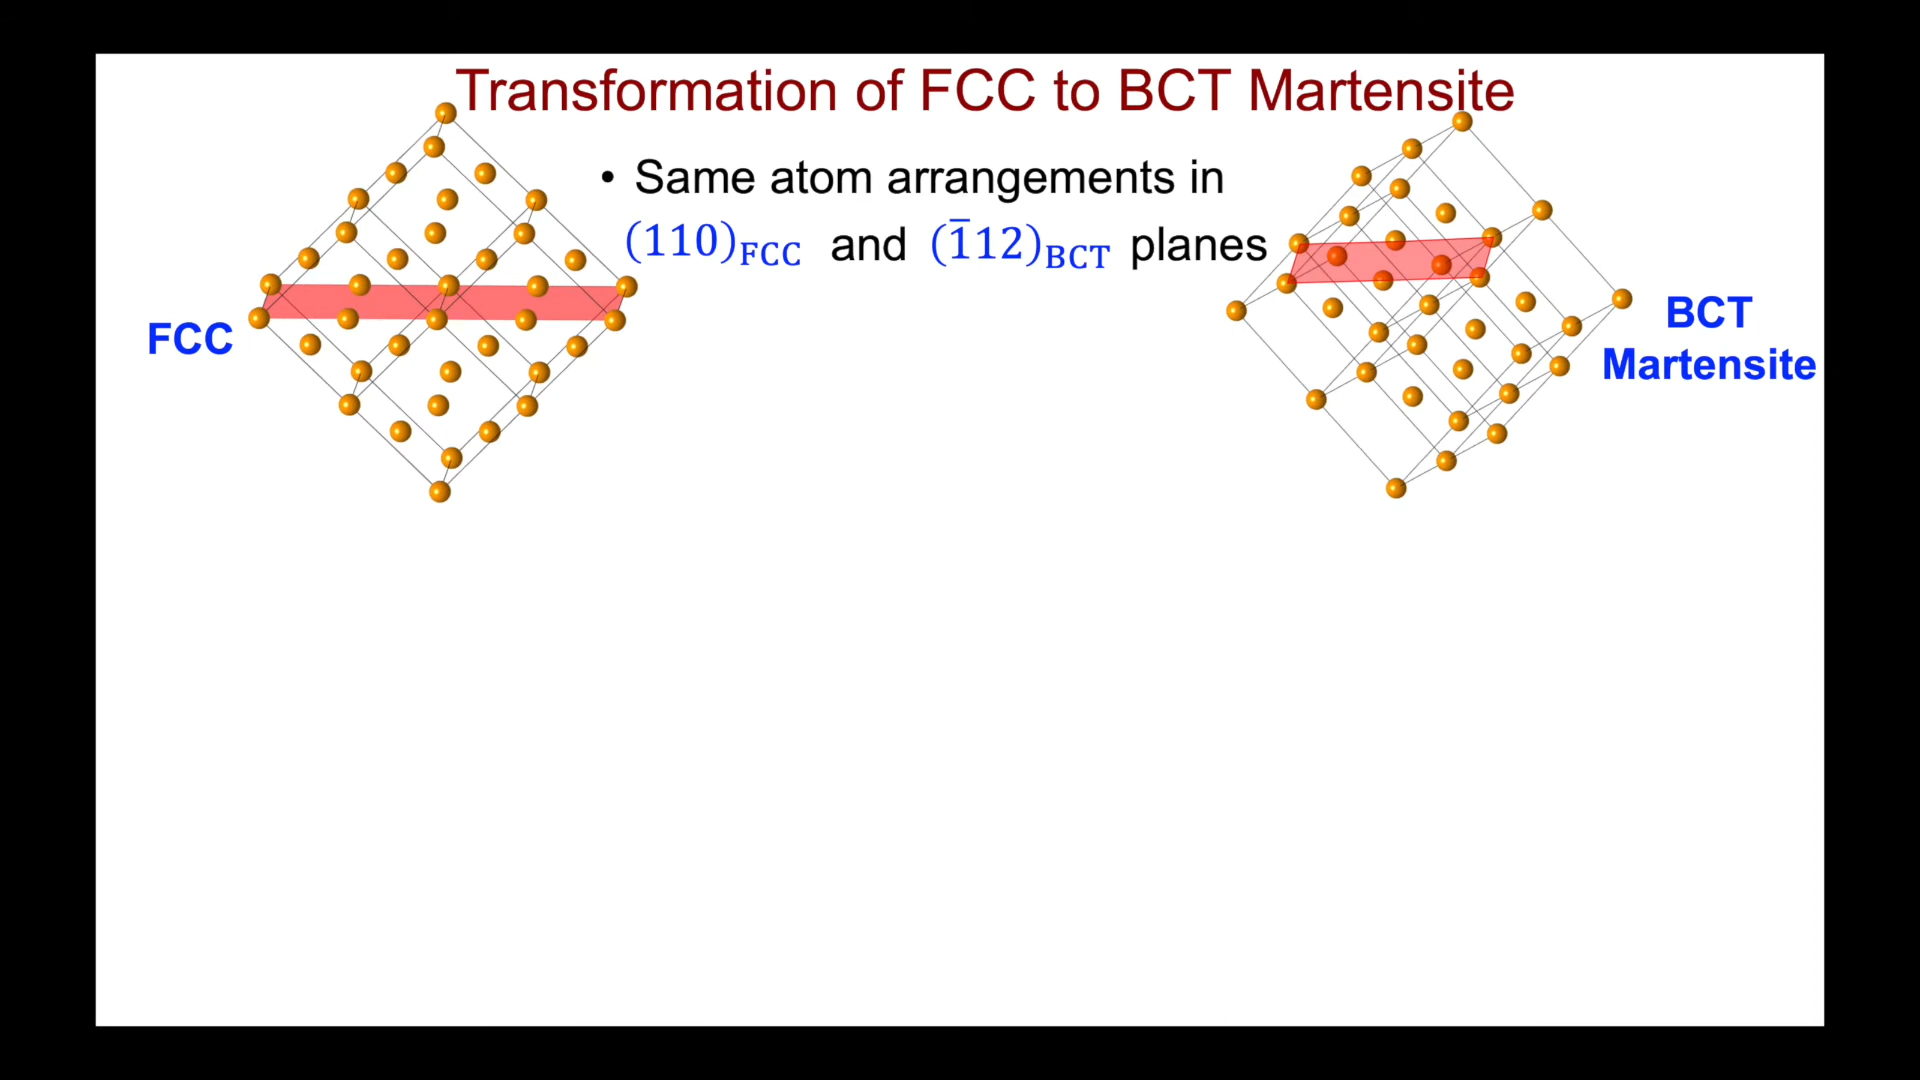 Transformation of FCC to BCT Martensite
• Same atom arrangements in
(110)FCC and (1̅12)BCT planes
FCC
BCT
Martensite